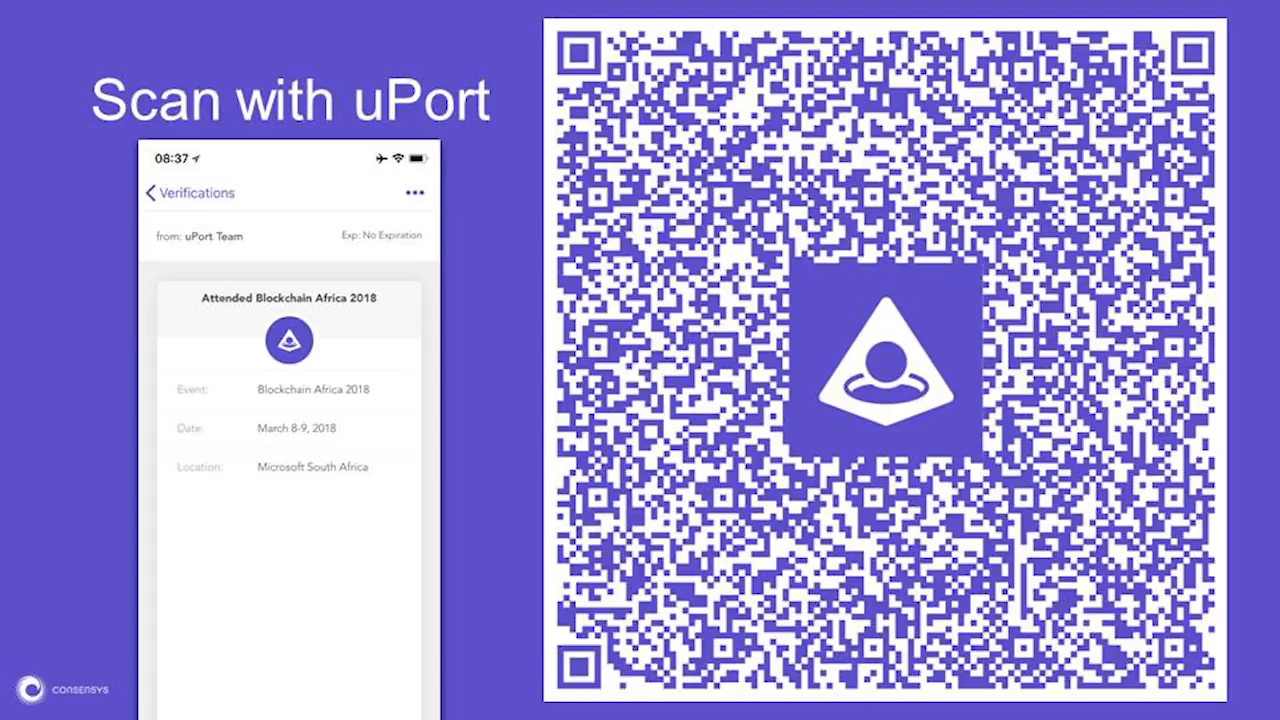 Scan with uPort
08:37
Verifications
from: uPort Team
Exp: No Expiration
Attended Blockchain Africa 2018
Event: Blockchain Africa 2018
Date: March 8-9, 2018
Location: Microsoft South Africa
CONSENSYS